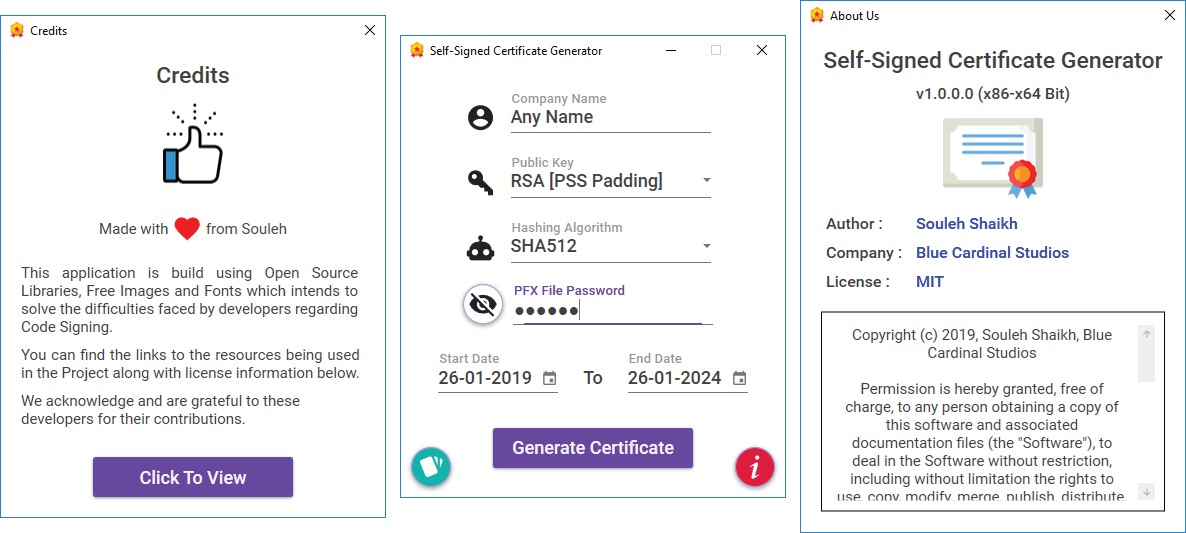 Credits
Credits
Made with from Souleh
This application is build using Open Source
Libraries, Free Images and Fonts which intends to
solve the difficulties faced by developers regarding
Code Signing.
You can find the links to the resources being used
in the Project along with license information below.
We acknowledge and are grateful to these
developers for their contributions.
Click To View
Self-Signed Certificate Generator
Company Name
Any Name
Public Key
RSA [PSS Padding]
Hashing Algorithm
SHA512
PFX File Password
●●●●●●
Start Date
End Date
26-01-2019 To 26-01-2024
Generate Certificate
i
About Us
Self-Signed Certificate Generator
v1.0.0.0 (x86-x64 Bit)
Author : Souleh Shaikh
Company : Blue Cardinal Studios
License : MIT
Copyright (c) 2019, Souleh Shaikh, Blue
Cardinal Studios
Permission is hereby granted, free of
charge, to any person obtaining a copy of
this software and associated
documentation files (the "Software"), to
deal in the Software without restriction,
including without limitation the rights to
use, copy, modify, merge, publish, distribute,